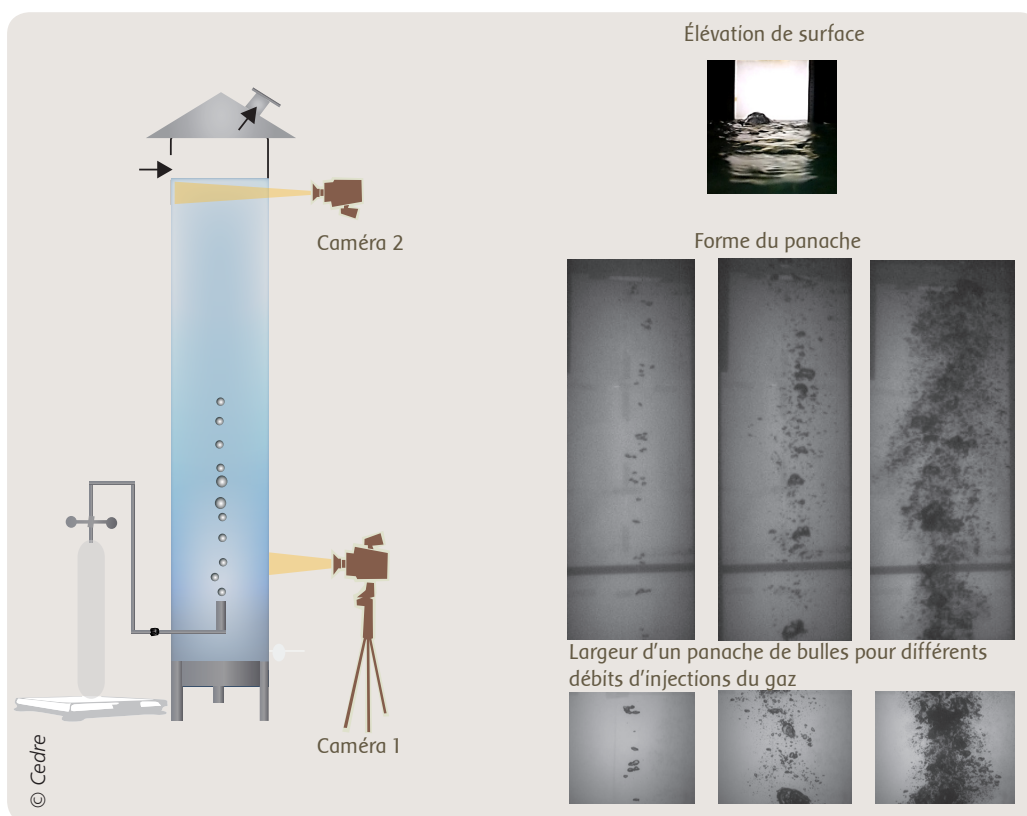 Élévation de surface
Caméra 2
Forme du panache
Largeur d'un panache de bulles pour différents
débits d'injections du gaz
Caméra 1
© Cedre